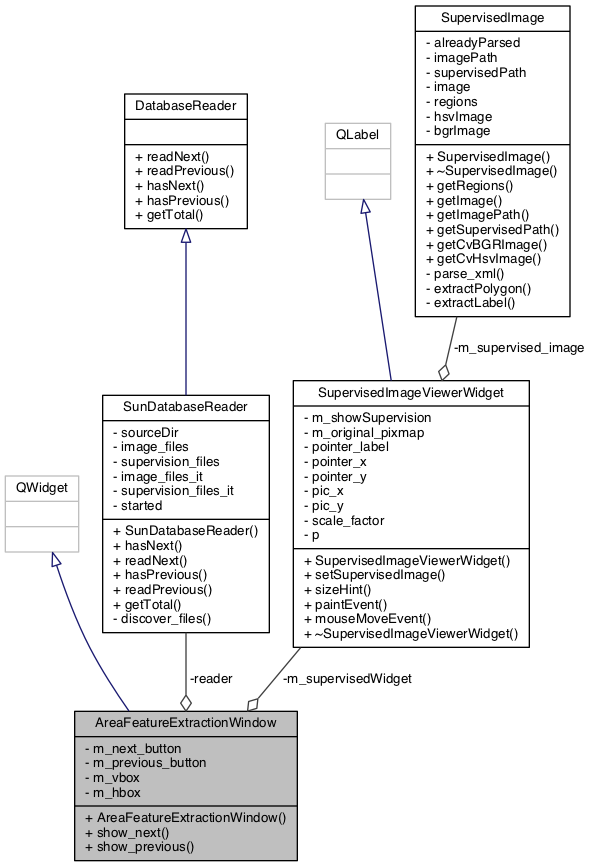 SupervisedImage
- alreadyParsed
- imagePath
- supervisedPath
- image
- regions
- hsvImage
- bgrImage
+ SupervisedImage()
+ ~SupervisedImage()
+ getRegions()
+ getImage()
+ getImagePath()
+ getSupervisedPath()
+ getCvBGRImage()
+ getCvHsvImage()
- parse_xml()
- extractPolygon()
- extractLabel()
DatabaseReader
+ readNext()
+ readPrevious()
+ hasNext()
+ hasPrevious()
+ getTotal()
QLabel
-m_supervised_image
SunDatabaseReader
- sourceDir
- image_files
- supervision_files
- image_files_it
- supervision_files_it
- started
+ SunDatabaseReader()
+ hasNext()
+ readNext()
+ hasPrevious()
+ readPrevious()
+ getTotal()
- discover_files()
SupervisedImageViewerWidget
- m_showSupervision
- m_original_pixmap
- pointer_label
- pointer_x
- pointer_y
- pic_x
- pic_y
- scale_factor
- p
+ SupervisedImageViewerWidget()
+ setSupervisedImage()
+ sizeHint()
+ paintEvent()
+ mouseMoveEvent()
+ ~SupervisedImageViewerWidget()
QWidget
-reader
-m_supervisedWidget
AreaFeatureExtractionWindow
- m_next_button
- m_previous_button
- m_vbox
- m_hbox
+ AreaFeatureExtractionWindow()
+ show_next()
+ show_previous()